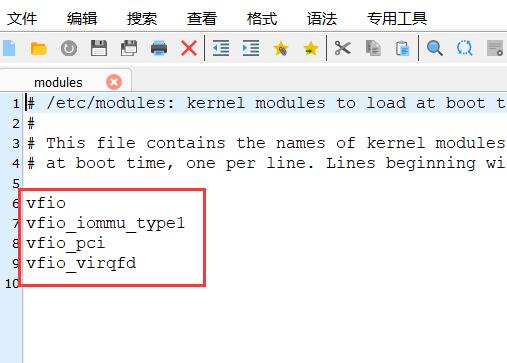 文件 编辑 搜索 查看 格式 语法 专用工具
modules
1 # /etc/modules: kernel modules to load at boot t
2 #
3 # This file contains the names of kernel modules
4 # at boot time, one per line. Lines beginning wi
5
6 vfio
7 vfio_iommu_type1
8 vfio_pci
9 vfio_virqfd
10